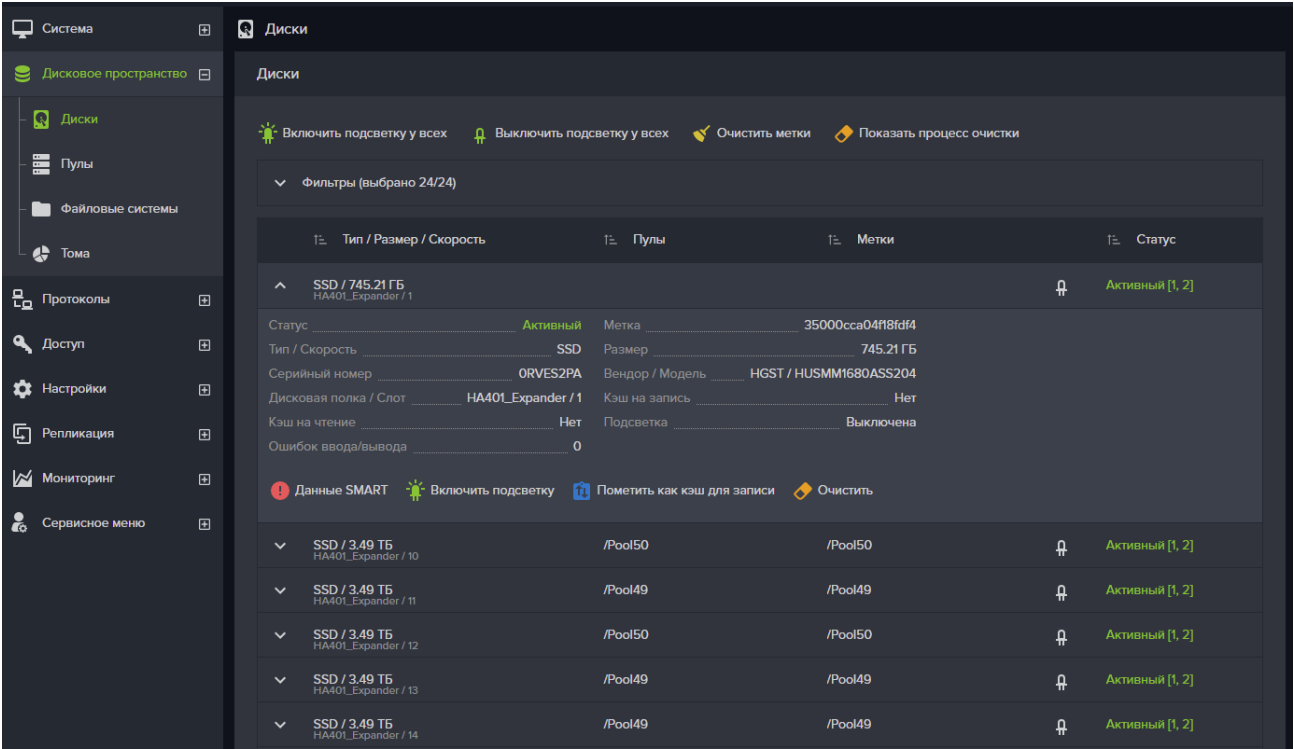 Система
Дисковое пространство
Диски
Пулы
Файловые системы
Тома
Протоколы
Доступ
Настройки
Репликация
Мониторинг
Сервисное меню
Диски
Диски
Включить подсветку у всех Выключить подсветку у всех Очистить метки Показать процесс очистки
Фильтры (выбрано 24/24)
Тип / Размер / Скорость Пулы Метки Статус
SSD / 745.21 ГБ Активный [1, 2]
HA401_Expander / 1
Статус Активный Метка 35000cca04f18fdf4
Тип / Скорость SSD Размер 745.21 ГБ
Серийный номер 0RVES2PA Вендор / Модель HGST / HUSMM1680ASS204
Дисковая полка / Слот HA401_Expander / 1 Кэш на запись Нет
Кэш на чтение Нет Подсветка Выключена
Ошибок ввода/вывода 0
Данные SMART Включить подсветку Пометить как кэш для записи Очистить
SSD / 3.49 ТБ /Pool50 /Pool50 Активный [1, 2]
HA401_Expander / 10
SSD / 3.49 ТБ /Pool49 /Pool49 Активный [1, 2]
HA401_Expander / 11
SSD / 3.49 ТБ /Pool50 /Pool50 Активный [1, 2]
HA401_Expander / 12
SSD / 3.49 ТБ /Pool49 /Pool49 Активный [1, 2]
HA401_Expander / 13
SSD / 3.49 ТБ /Pool49 /Pool49 Активный [1, 2]
HA401_Expander / 14